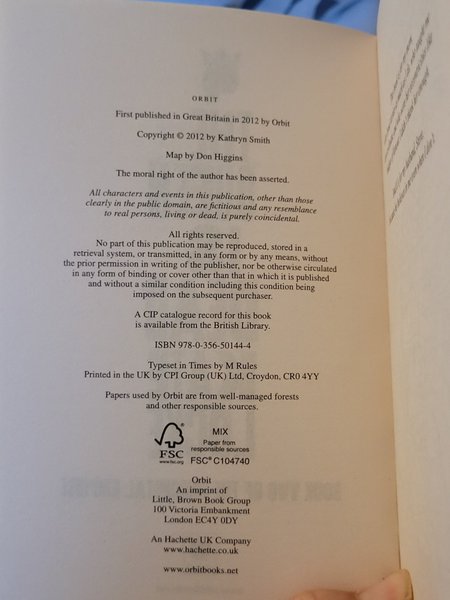 ORBIT
First published in Great Britain in 2012 by Orbit
Copyright © 2012 by Kathryn Smith
Map by Don Higgins
The moral right of the author has been asserted.
All characters and events in this publication, other than those
clearly in the public domain, are fictitious and any resemblance
to real persons, living or dead, is purely coincidental.
All rights reserved.
No part of this publication may be reproduced, stored in a
retrieval system, or transmitted, in any form or by any means, without
the prior permission in writing of the publisher, nor be otherwise circulated
in any form of binding or cover other than that in which it is published
and without a similar condition including this condition being
imposed on the subsequent purchaser.
A CIP catalogue record for this book
is available from the British Library.
ISBN 978-0-356-50144-4
Typeset in Times by M Rules
Printed in the UK by CPI Group (UK) Ltd, Croydon, CR0 4YY
Papers used by Orbit are from well-managed forests
and other responsible sources.
FSC
www.fsc.org
MIX
Paper from
responsible sources
FSC® C104740
Orbit
An imprint of
Little, Brown Book Group
100 Victoria Embankment
London EC4Y 0DY
An Hachette UK Company
www.hachette.co.uk
www.orbitbooks.net